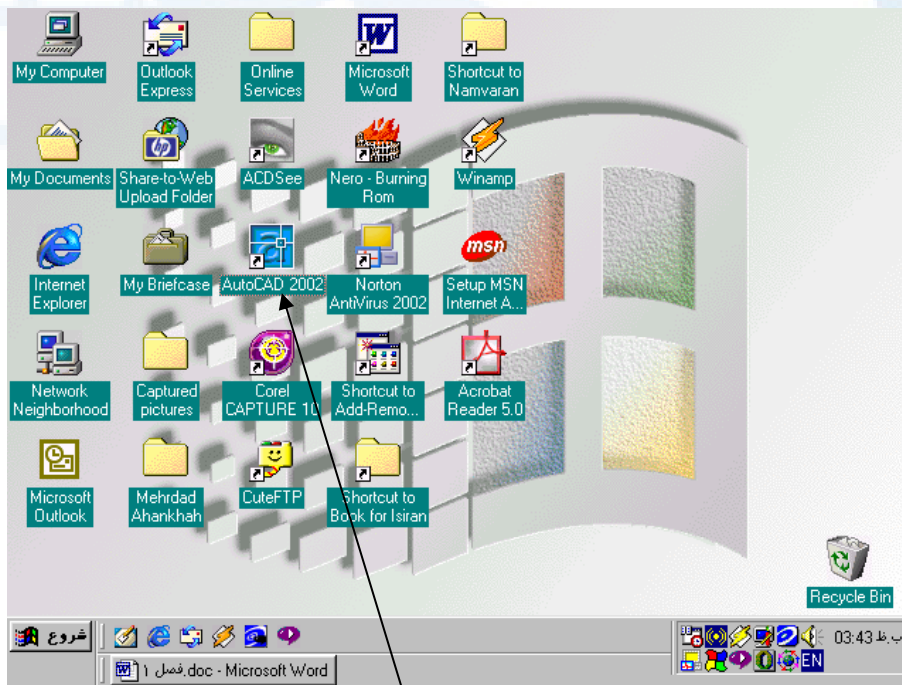 My Computer
Outlook
Express
Online
Services
Microsoft
Word
Shortcut to
Namvaran
My Documents
Share-to-Web
Upload Folder
ACDSee
Nero - Burning
Rom
Winamp
msn
Internet
Explorer
My Briefcase
AutoCAD 2002
Norton
AntiVirus 2002
Setup MSN
Internet A...
Network
Neighborhood
Captured
pictures
Corel
CAPTURE 10
Shortcut to
Add-Remo...
Acrobat
Reader 5.0
Microsoft
Outlook
Mehrdad
Ahankhah
CuteFTP
Shortcut to
Book for Isiran
Recycle Bin
شروع
03:43 ب.ظ
EN
فصل ۱.doc - Microsoft Word